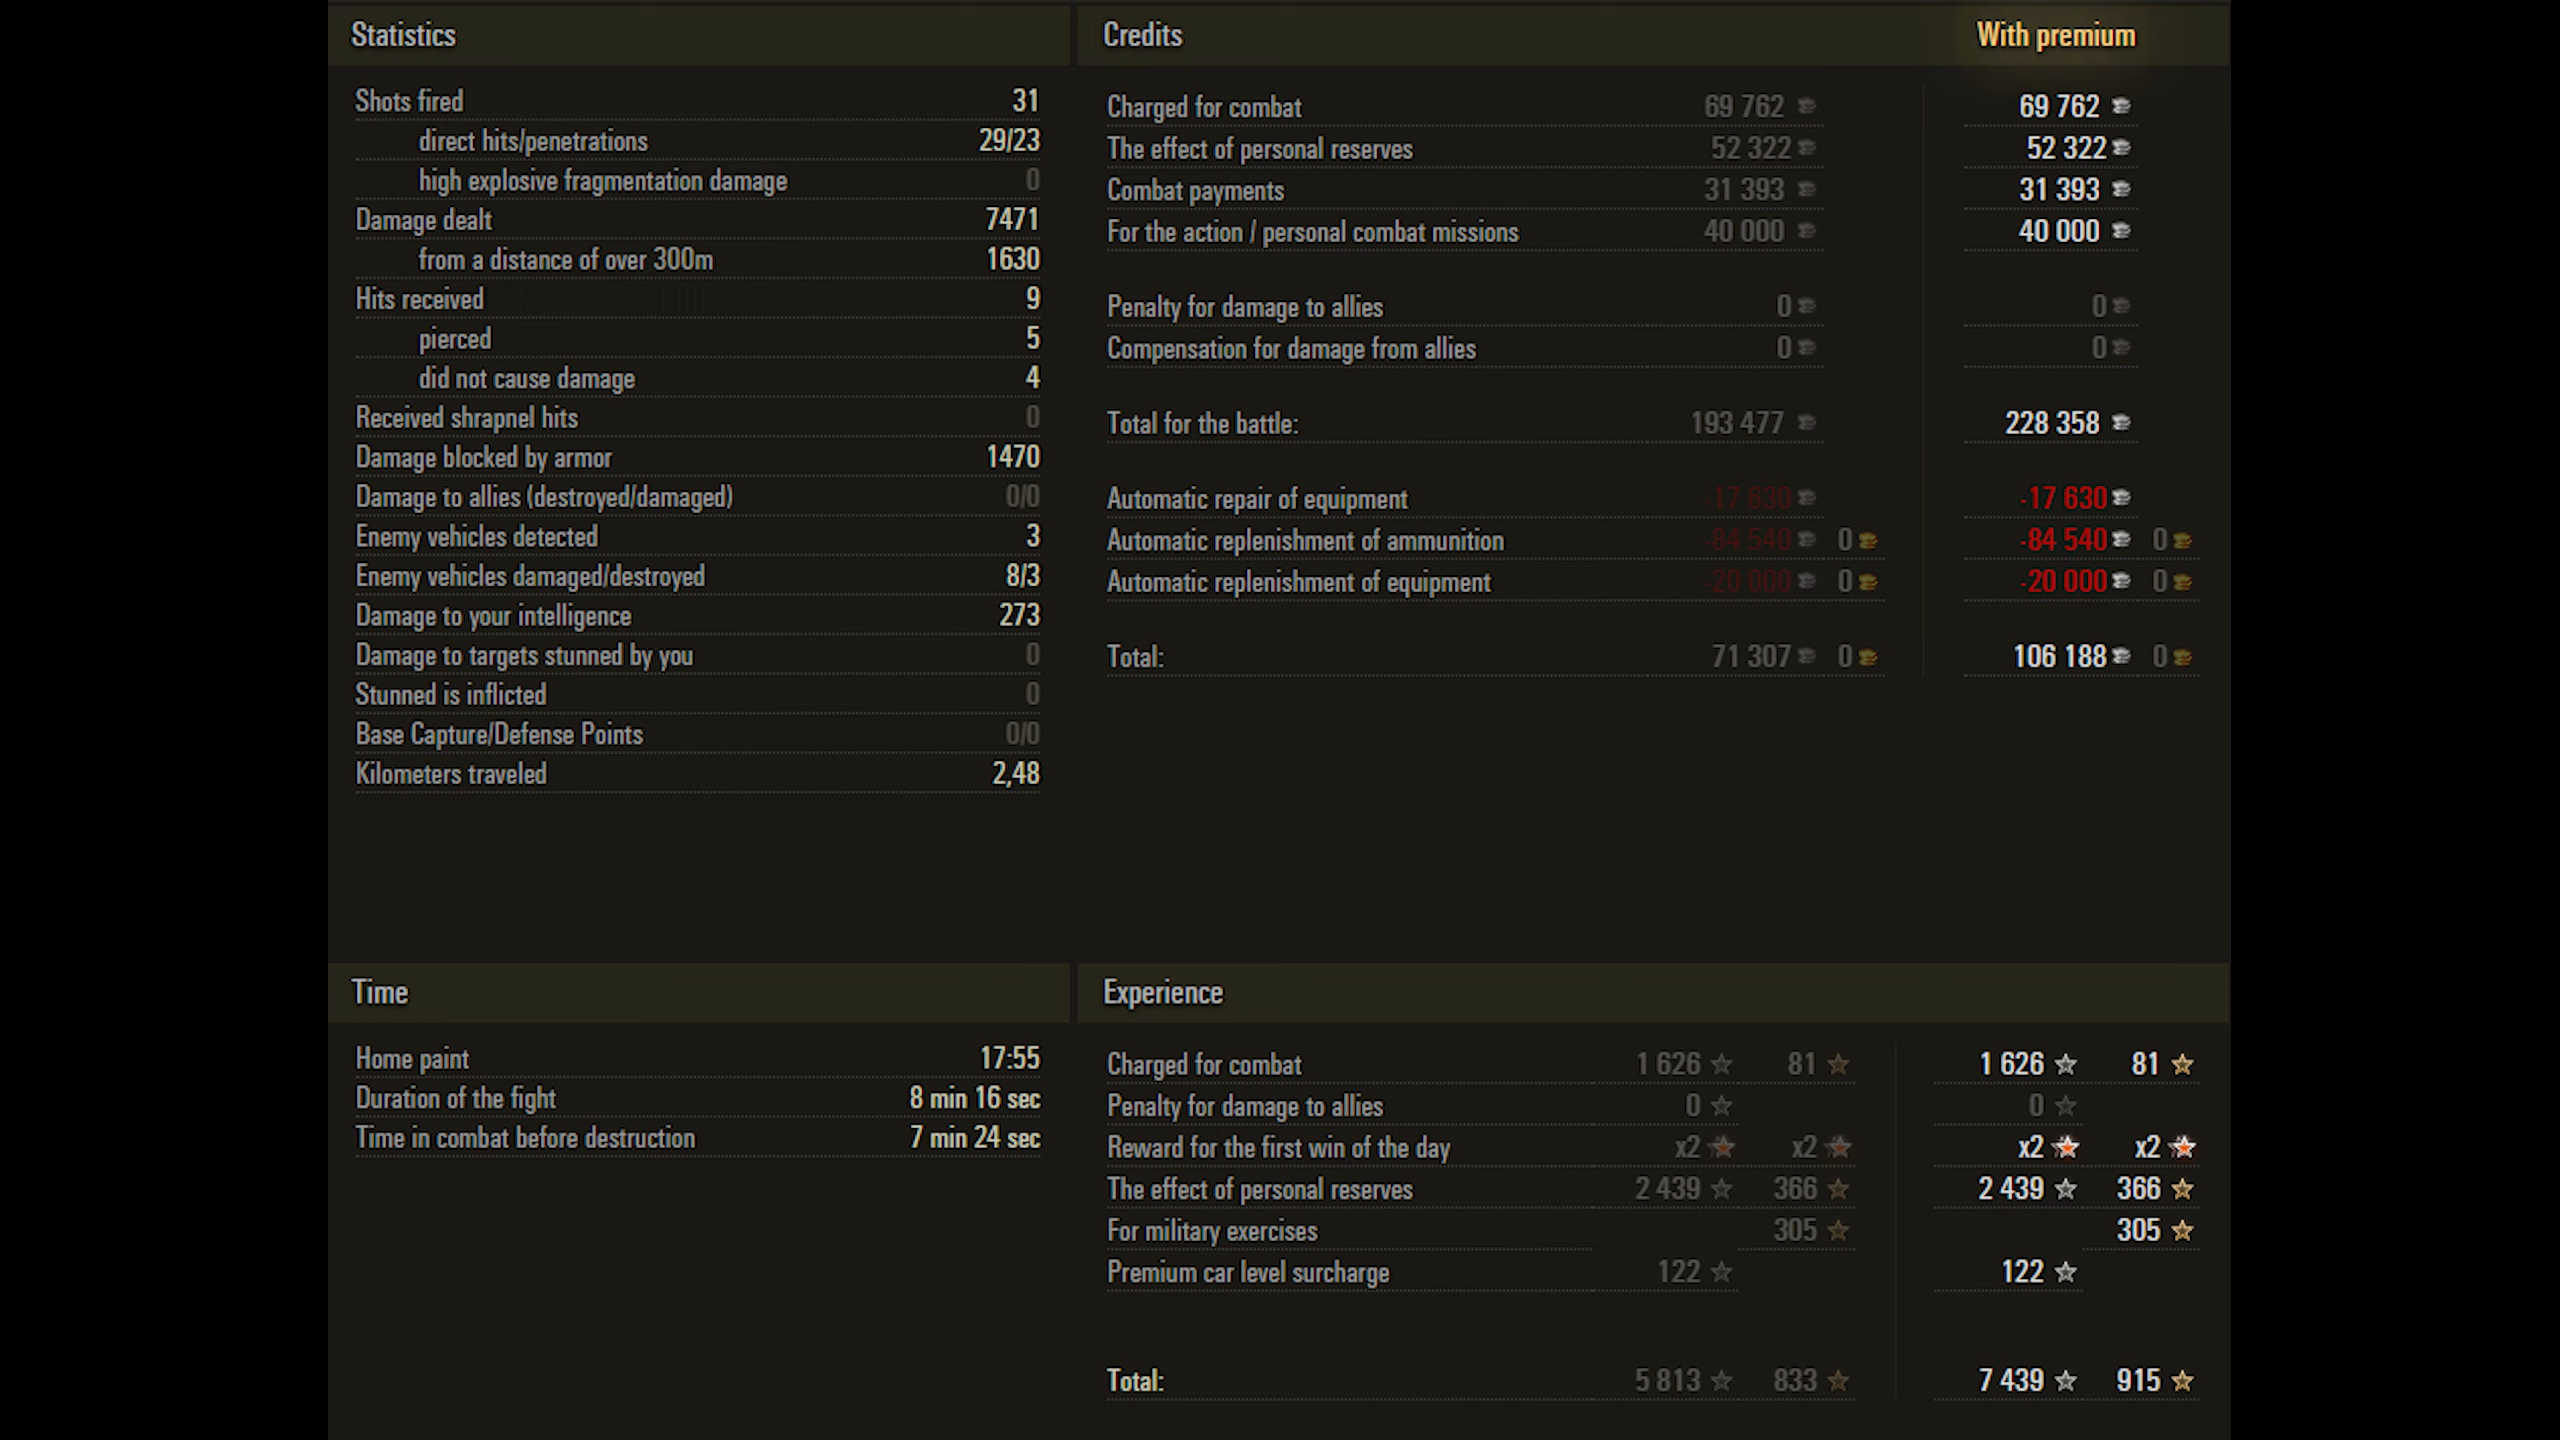 Statistics
Shots fired 31
direct hits/penetrations 29/23
high explosive fragmentation damage 0
Damage dealt 7471
from a distance of over 300m 1630
Hits received 9
pierced 5
did not cause damage 4
Received shrapnel hits 0
Damage blocked by armor 1470
Damage to allies (destroyed/damaged) 0/0
Enemy vehicles detected 3
Enemy vehicles damaged/destroyed 8/3
Damage to your intelligence 273
Damage to targets stunned by you 0
Stunned is inflicted 0
Base Capture/Defense Points 0/0
Kilometers traveled 2,48
Credits With premium
Charged for combat 69 762 69 762
The effect of personal reserves 52 322 52 322
Combat payments 31 393 31 393
For the action / personal combat missions 40 000 40 000
Penalty for damage to allies 0 0
Compensation for damage from allies 0 0
Total for the battle: 193 477 228 358
Automatic repair of equipment -17 630 -17 630
Automatic replenishment of ammunition -84 540 0 -84 540 0
Automatic replenishment of equipment -20 000 0 -20 000 0
Total: 71 307 0 106 188 0
Time
Home paint 17:55
Duration of the fight 8 min 16 sec
Time in combat before destruction 7 min 24 sec
Experience
Charged for combat 1 626 81 1 626 81
Penalty for damage to allies 0 0
Reward for the first win of the day x2 x2 x2 x2
The effect of personal reserves 2 439 366 2 439 366
For military exercises 305 305
Premium car level surcharge 122 122
Total: 5 813 833 7 439 915